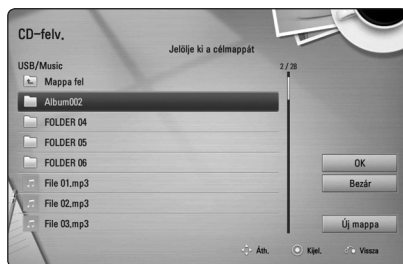 CD-felv.
Jelölje ki a célmappát
USB/Music
2 / 28
Mappa fel
Album002
FOLDER 04
FOLDER 05
FOLDER 06
File 01.mp3
File 02.mp3
File 03.mp3
OK
Bezár
Új mappa
Áth.
Kijel.
Vissza